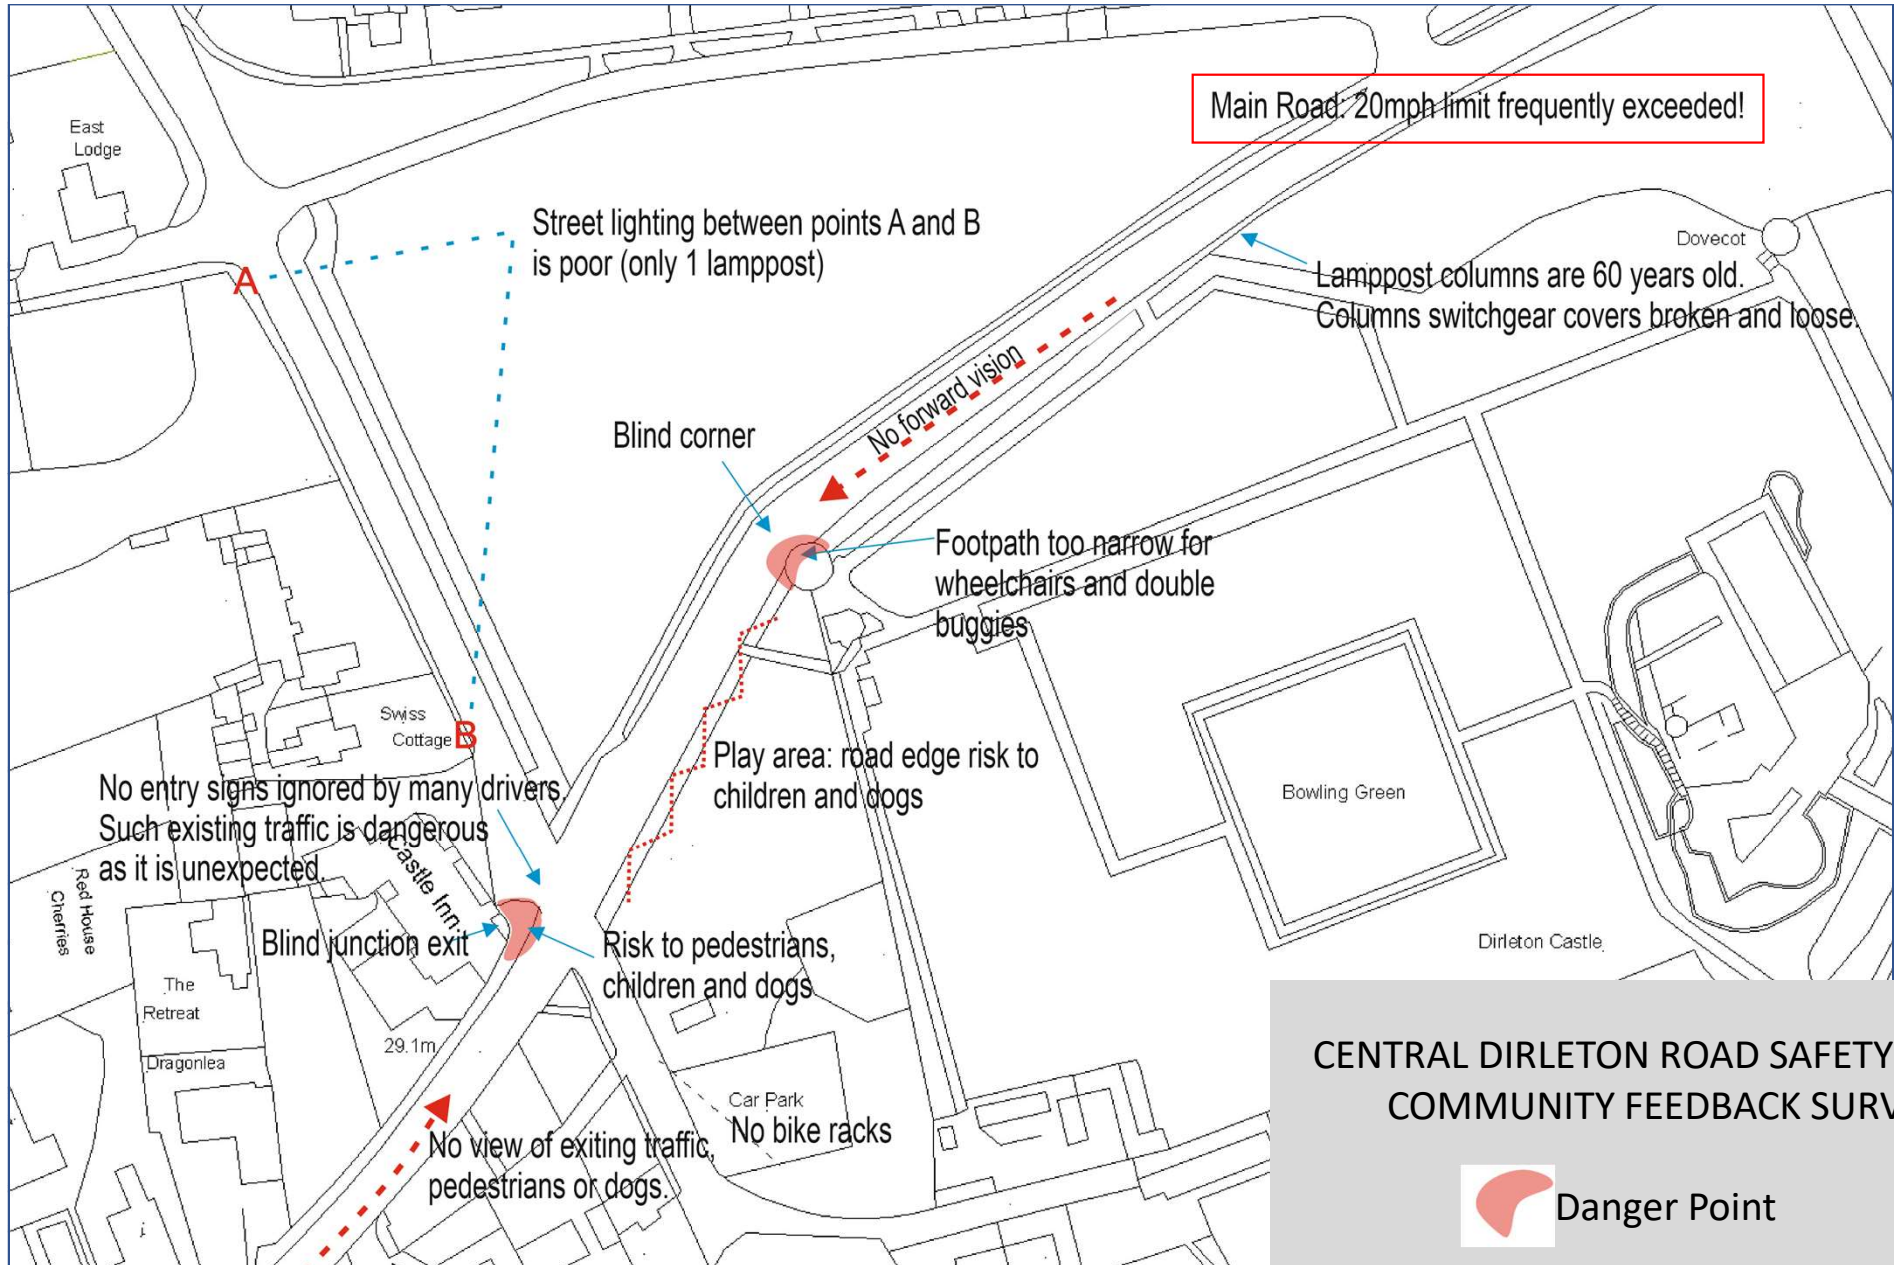 Main Road: 20mph limit frequently exceeded!
East
Lodge
Street lighting between points A and B
is poor (only 1 lamppost)
Dovecot
A
Lamppost columns are 60 years old.
Columns switchgear covers broken and loose.
No forward vision
Blind corner
Footpath too narrow for
wheelchairs and double
buggies
Swiss
Cottage
B
Play area: road edge risk to
children and dogs
No entry signs ignored by many drivers.
Such existing traffic is dangerous
as it is unexpected.
Bowling Green
Castle Inn
Red House
Cherries
Blind junction exit
Risk to pedestrians,
children and dogs
Dirleton Castle
The
Retreat
29.1m
Dragonlea
Car Park
No bike racks
No view of exiting traffic,
pedestrians or dogs.
CENTRAL DIRLETON ROAD SAFETY
COMMUNITY FEEDBACK SURV
Danger Point